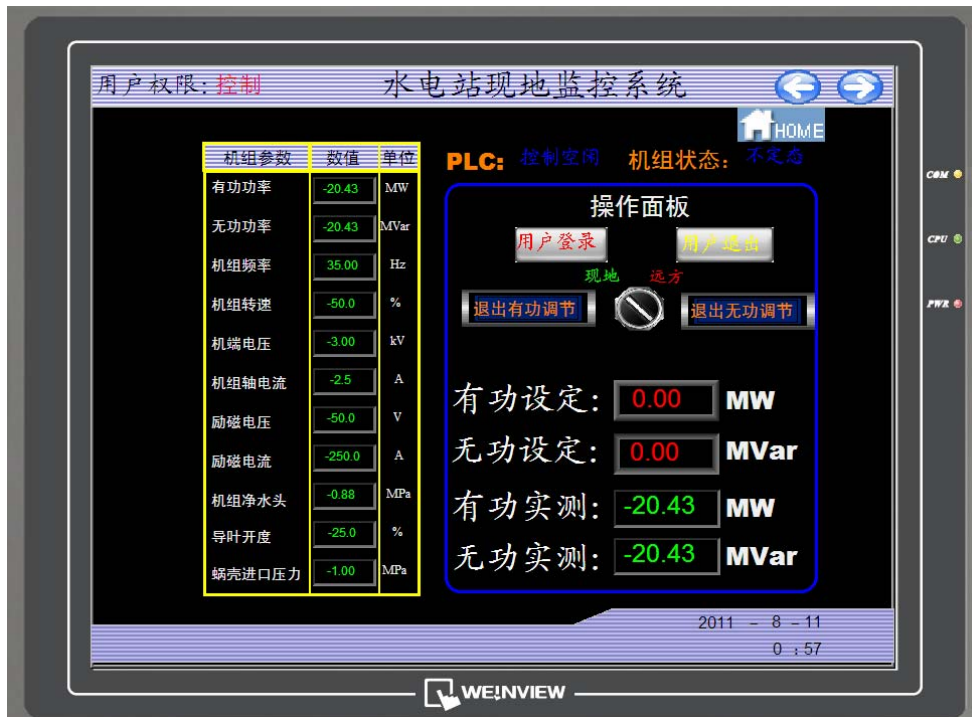 用户权限: 控制
水电站现地监控系统
HOME
机组参数 数值 单位
有功功率 -20.43 MW
无功功率 -20.43 MVar
机组频率 35.00 Hz
机组转速 -50.0 %
机端电压 -3.00 kV
机组轴电流 -2.5 A
励磁电压 -50.0 V
励磁电流 -250.0 A
机组净水头 -0.88 MPa
导叶开度 -25.0 %
蜗壳进口压力 -1.00 MPa
PLC: 控制空闲 机组状态: 不定态
操作面板
用户登录 用户退出
现地 远方
退出有功调节 退出无功调节
有功设定: 0.00 MW
无功设定: 0.00 MVar
有功实测: -20.43 MW
无功实测: -20.43 MVar
2011 - 8 - 11
0 : 57
COM
CPU
PWR
WEINVIEW